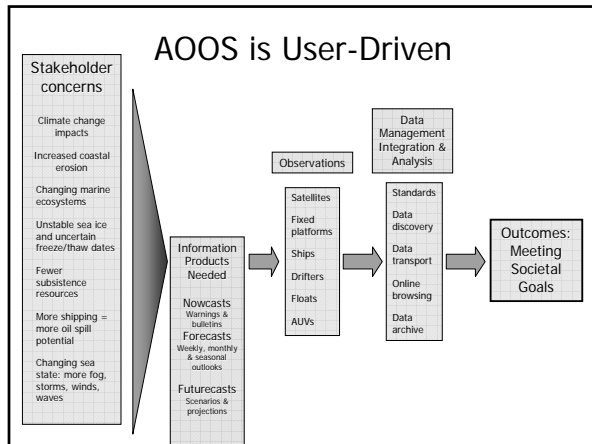 AOOS is User-Driven
Stakeholder
concerns
Climate change
impacts
Increased coastal
erosion
Changing marine
ecosystems
Unstable sea ice
and uncertain
freeze/thaw dates
Fewer
subsistence
resources
More shipping =
more oil spill
potential
Changing sea
state: more fog,
storms, winds,
waves
Information
Products
Needed
Nowcasts
Warnings &
bulletins
Forecasts
Weekly, monthly
& seasonal
outlooks
Futurecasts
Scenarios &
projections
Observations
Satellites
Fixed
platforms
Ships
Drifters
Floats
AUVs
Data
Management
Integration &
Analysis
Standards
Data
discovery
Data
transport
Online
browsing
Data
archive
Outcomes:
Meeting
Societal
Goals